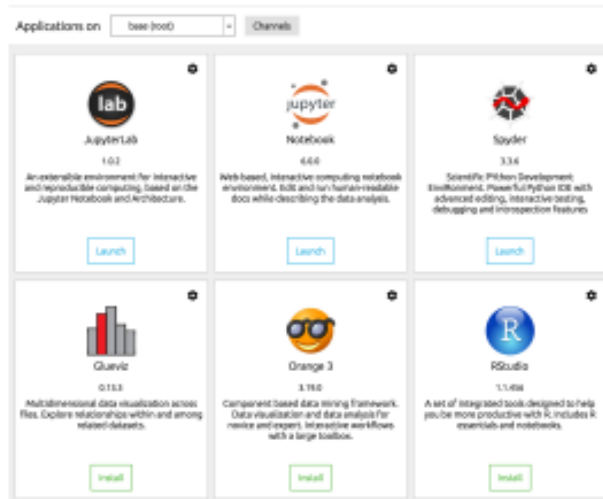 Applications on
base (root)
Channels
lab
JupyterLab
1.0.2
An extensible environment for interactive
and reproducible computing, based on the
Jupyter Notebook and Architecture.
Launch
jupyter
Notebook
6.0.0
Web based, interactive computing notebook
environment. Edit and run human-readable
docs while describing the data analysis.
Launch
Spyder
3.3.6
Scientific PYthon Development
EnviRonment. Powerful Python IDE with
advanced editing, interactive testing,
debugging and introspection features
Launch
Glueviz
0.13.3
Multidimensional data visualization across
files. Explore relationships within and among
related datasets.
Install
Orange 3
3.19.0
Component based data mining framework.
Data visualization and data analysis for
novice and expert. Interactive workflows
with a large toolbox.
Install
R
RStudio
1.1.456
A set of integrated tools designed to help
you be more productive with R. Includes R
essentials and notebooks.
Install